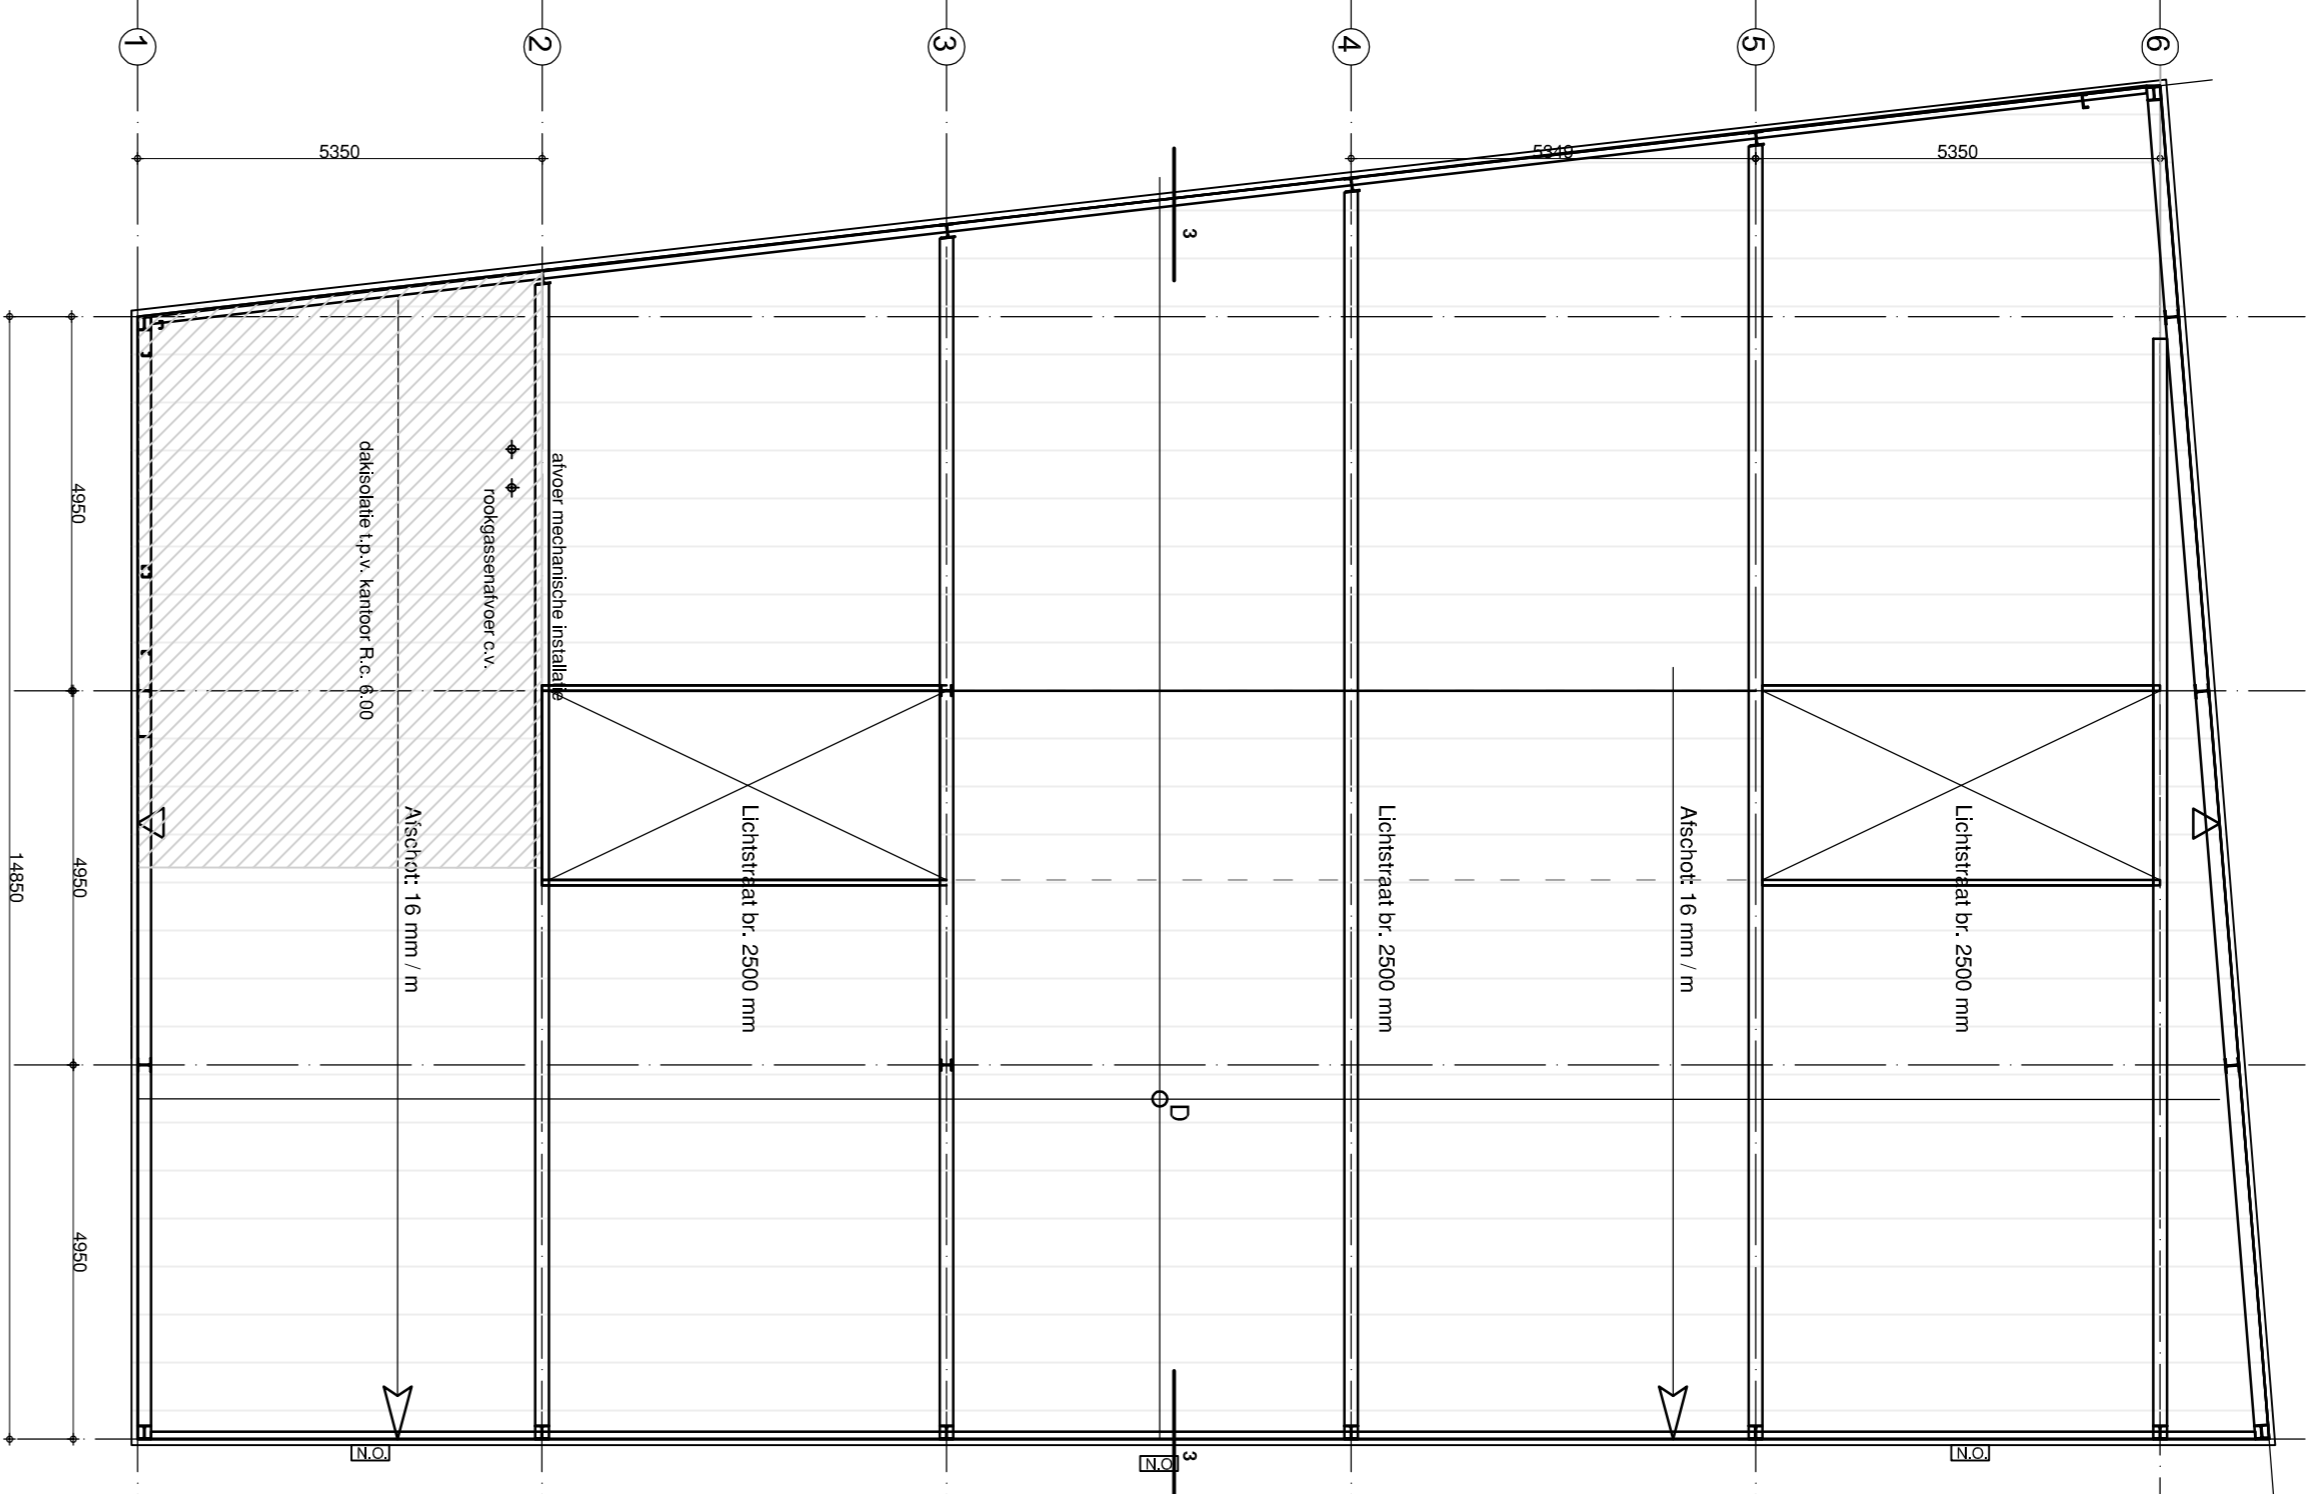 1
2
3
4
5
6
5350
5340
5350
3
4950
4950
4950
14850
dakisolatie t.p.v. kantoor R.c. 6.00
rookgassenafvoer c.v.
afvoer mechanische installatie
Afschot: 16 mm / m
Lichtstraat br. 2500 mm
Lichtstraat br. 2500 mm
Afschot: 16 mm / m
Lichtstraat br. 2500 mm
D
N.O.
N.O.
3
N.O.